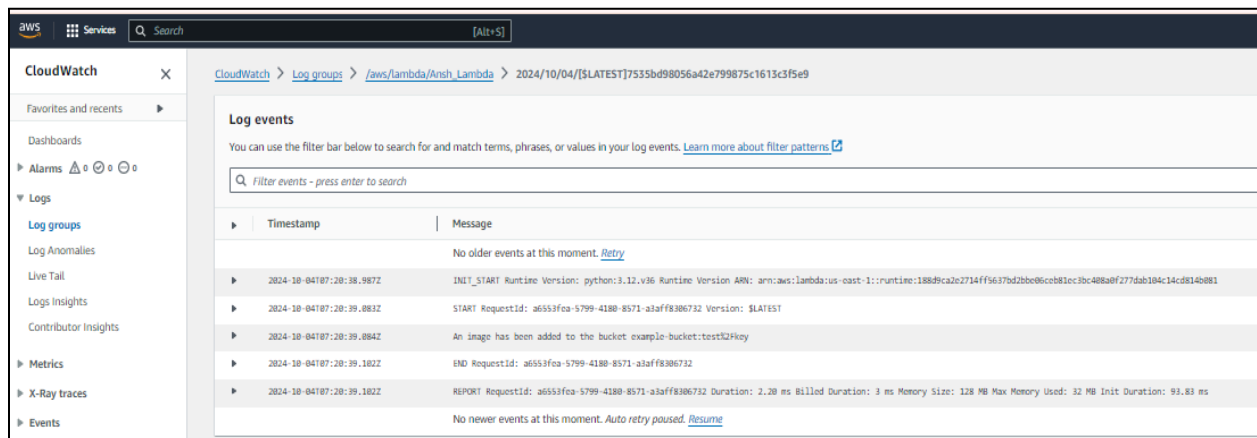 aws Services Search [Alt+S]
CloudWatch
Favorites and recents
Dashboards
Alarms 0 0 0
Logs
Log groups
Log Anomalies
Live Tail
Logs Insights
Contributor Insights
Metrics
X-Ray traces
Events
CloudWatch > Log groups > /aws/lambda/Ansh_Lambda > 2024/10/04/[$LATEST]7535bd98056a42e799875c1613c3f5e9
Log events
You can use the filter bar below to search for and match terms, phrases, or values in your log events. Learn more about filter patterns
Filter events - press enter to search
Timestamp Message
No older events at this moment. Retry
2024-10-04T07:20:38.987Z INIT_START Runtime Version: python:3.12.v36 Runtime Version ARN: arn:aws:lambda:us-east-1::runtime:188d9ca2e2714ff5637bd2bbe06ceb81ec3bc408a0f277dab104c14cd814b081
2024-10-04T07:20:39.083Z START RequestId: a6553fea-5799-4180-8571-a3aff8306732 Version: $LATEST
2024-10-04T07:20:39.084Z An image has been added to the bucket example-bucket:test%2Fkey
2024-10-04T07:20:39.102Z END RequestId: a6553fea-5799-4180-8571-a3aff8306732
2024-10-04T07:20:39.102Z REPORT RequestId: a6553fea-5799-4180-8571-a3aff8306732 Duration: 2.20 ms Billed Duration: 3 ms Memory Size: 128 MB Max Memory Used: 32 MB Init Duration: 93.83 ms
No newer events at this moment. Auto retry paused. Resume